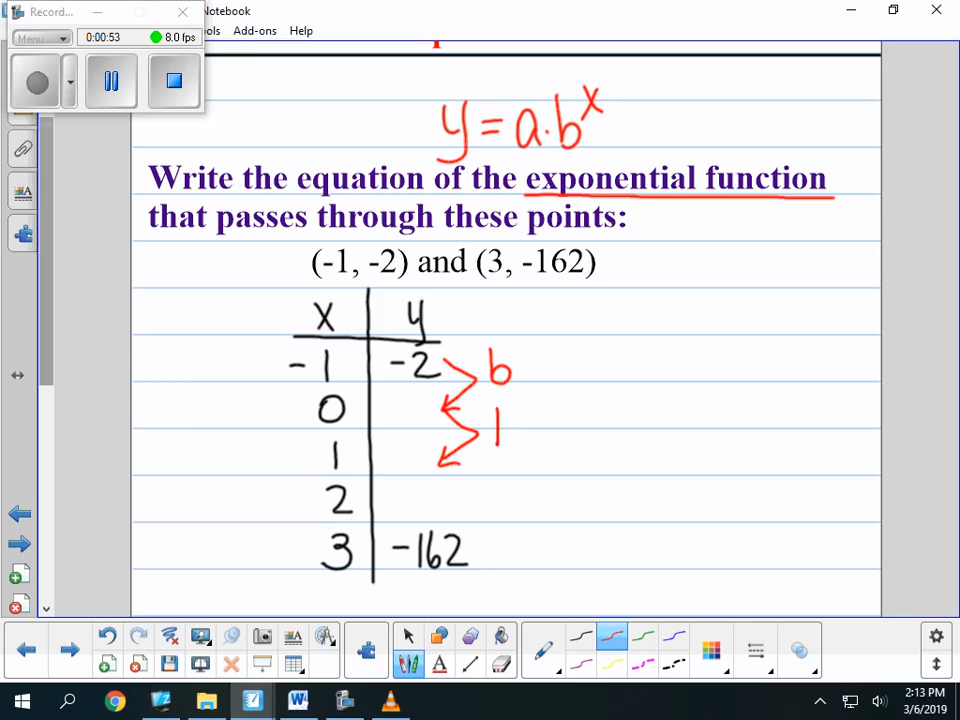 Record...
Notebook
Menu
0:00:53
8.0 fps
ols Add-ons Help
y = a · b^x
Write the equation of the exponential function
that passes through these points:
(-1, -2) and (3, -162)
x y
-1 -2
b
0
1
2
3 -162
2:13 PM
3/6/2019